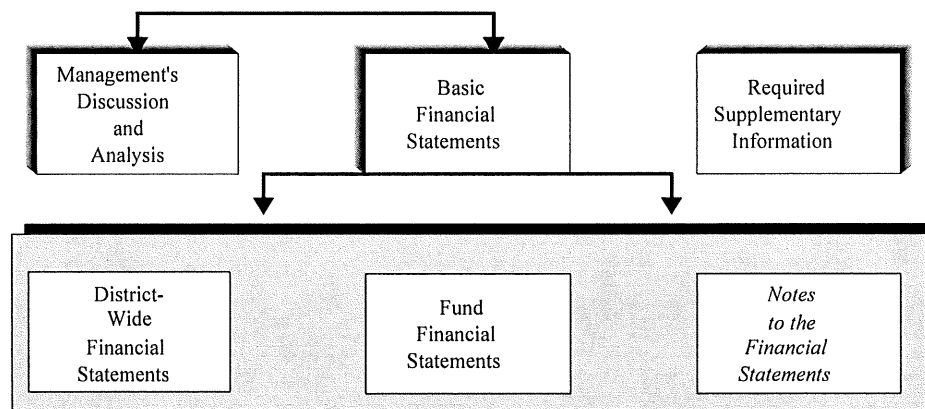 Management's
Discussion
and
Analysis
Basic
Financial
Statements
Required
Supplementary
Information
District-
Wide
Financial
Statements
Fund
Financial
Statements
Notes
to the
Financial
Statements